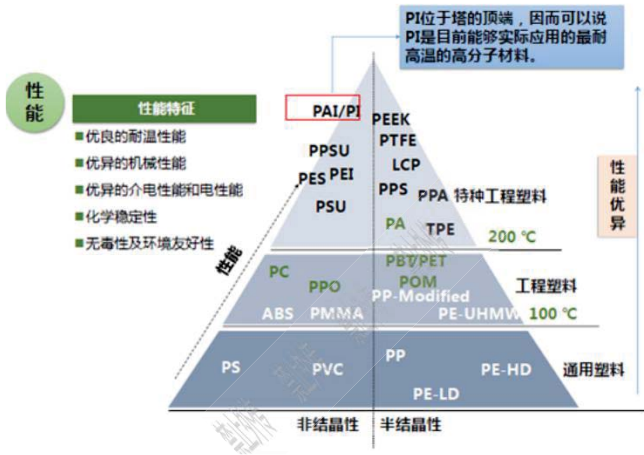 PI位于塔的顶端，因而可以说
PI是目前能够实际应用的最耐
高温的高分子材料。
性能
性能特征
优良的耐温性能
优异的机械性能
优异的介电性能和电性能
化学稳定性
无毒性及环境友好性
PAI/PI
PEEK
PTFE
PPSU
LCP
PES
PEI
PPS
PPA
特种工程塑料
PSU
PA
TPE
200 ℃
性能优异
性能
PC
PBT/PET
PPO
POM
工程塑料
PP-Modified
ABS
PMMA
PE-UHMW
100 ℃
PS
PVC
PP
PE-HD
通用塑料
PE-LD
非结晶性
半结晶性